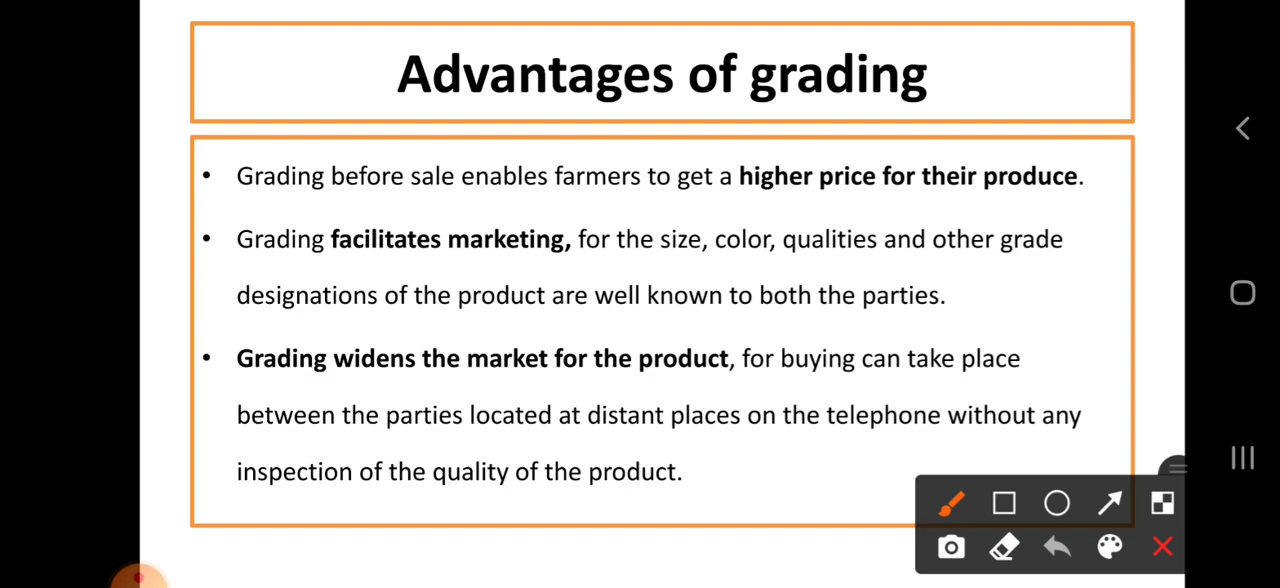 Advantages of grading
• Grading before sale enables farmers to get a higher price for their produce.
• Grading facilitates marketing, for the size, color, qualities and other grade
designations of the product are well known to both the parties.
• Grading widens the market for the product, for buying can take place
between the parties located at distant places on the telephone without any
inspection of the quality of the product.